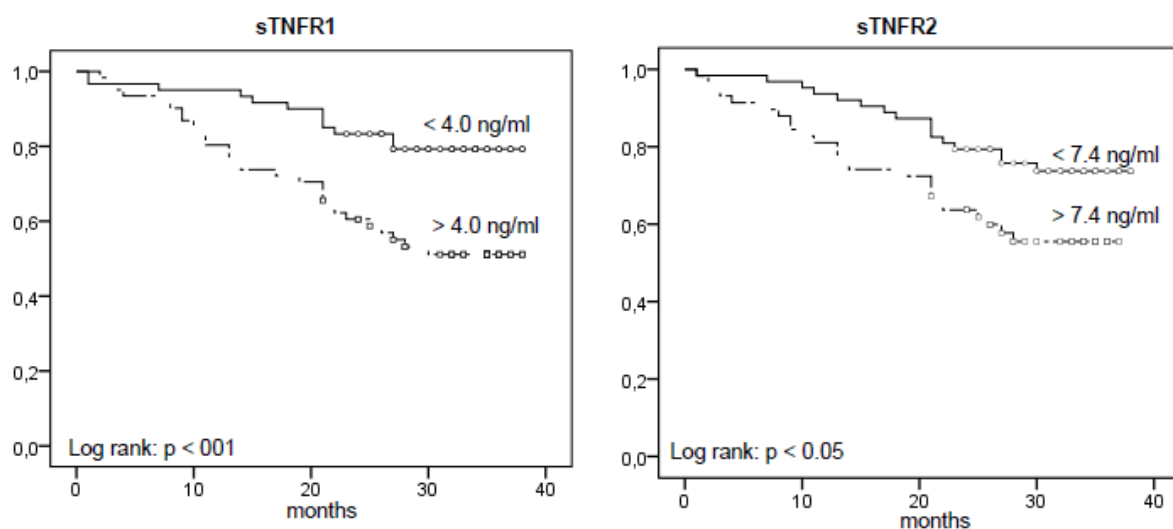 sTNFR1
1,0
0,8
0,6
0,4
0,2
0,0
< 4.0 ng/ml
> 4.0 ng/ml
Log rank: p < 001
0 10 20 30 40
months
sTNFR2
1,0
0,8
0,6
0,4
0,2
0,0
< 7.4 ng/ml
> 7.4 ng/ml
Log rank: p < 0.05
0 10 20 30 40
months